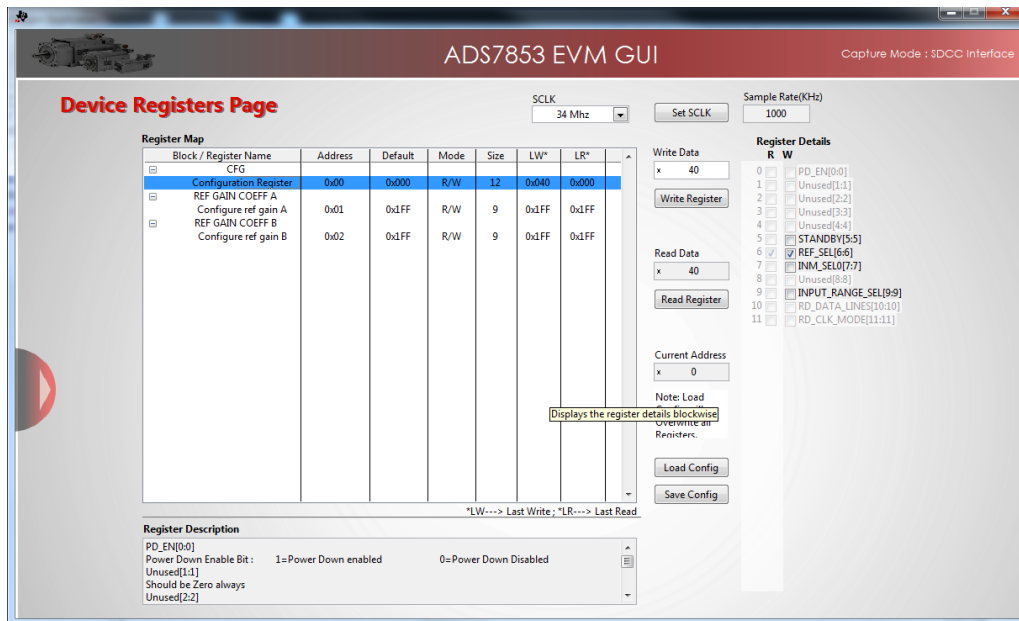 ADS7853 EVM GUI
Capture Mode : SDCC Interface
Device Registers Page
SCLK
34 Mhz
Set SCLK
Sample Rate(KHz)
1000
Register Map
Block / Register Name Address Default Mode Size LW* LR*
CFG
Configuration Register 0x00 0x000 R/W 12 0x040 0x000
REF GAIN COEFF A
Configure ref gain A 0x01 0x1FF R/W 9 0x1FF 0x1FF
REF GAIN COEFF B
Configure ref gain B 0x02 0x1FF R/W 9 0x1FF 0x1FF
*LW---> Last Write ; *LR---> Last Read
Write Data
x 40
Write Register
Read Data
x 40
Read Register
Current Address
x 0
Note: Load
Displays the register details blockwise
Overwrite all
Registers.
Load Config
Save Config
Register Details
R W
0 PD_EN[0:0]
1 Unused[1:1]
2 Unused[2:2]
3 Unused[3:3]
4 Unused[4:4]
5 STANDBY[5:5]
6 REF_SEL[6:6]
7 INM_SEL0[7:7]
8 Unused[8:8]
9 INPUT_RANGE_SEL[9:9]
10 RD_DATA_LINES[10:10]
11 RD_CLK_MODE[11:11]
Register Description
PD_EN[0:0]
Power Down Enable Bit : 1=Power Down enabled 0=Power Down Disabled
Unused[1:1]
Should be Zero always
Unused[2:2]